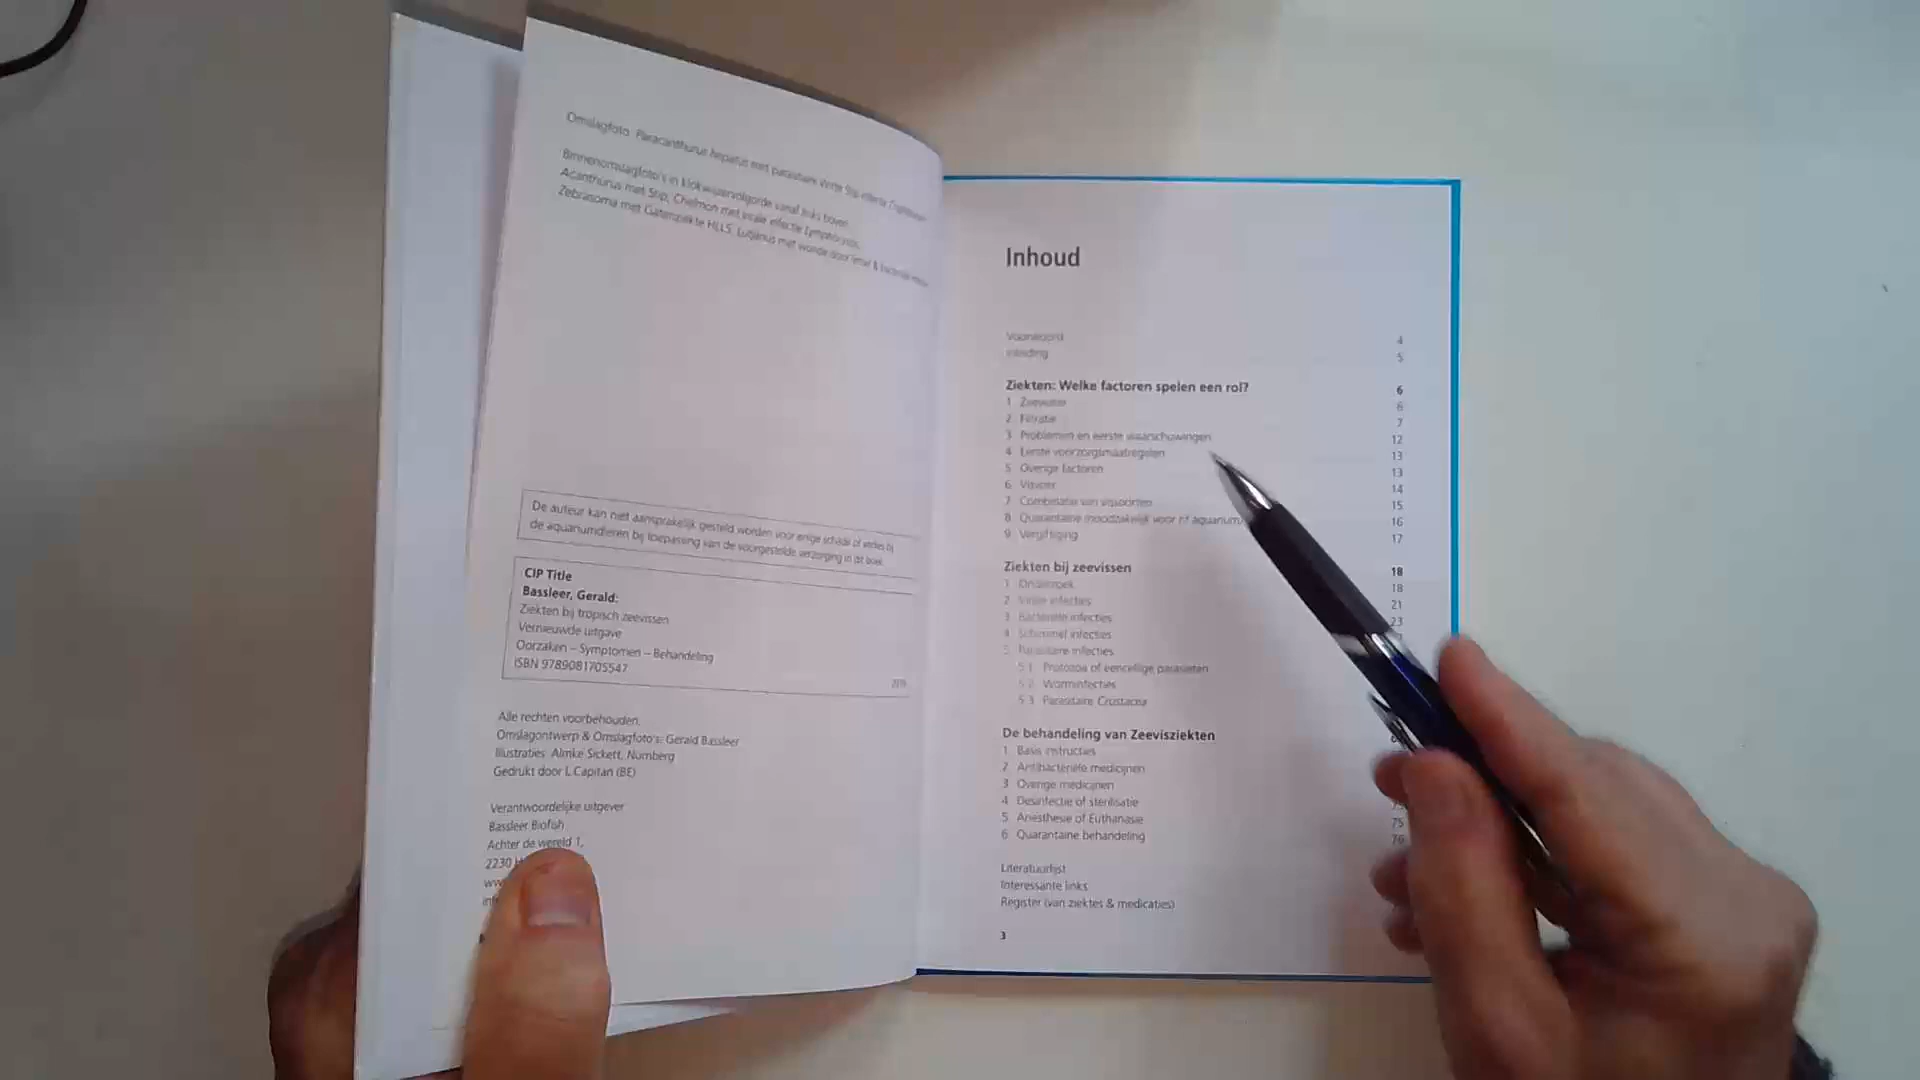 Omslagfoto: Paracanthurus hepatus met parasitaire Witte Stip infectie
Binnenomslagfoto's in klokwijzervolgorde vanaf links boven:
Acanthurus met Stip, Chelmon met virale infectie Lymphocystis,
Zebrasoma met Gatenziekte HLLS, Lutjanus met wonde door
De auteur kan niet aansprakelijk gesteld worden voor enige schade of verlies bij
de aquariumdieren bij toepassing van de voorgestelde verzorging in dit boek.
CIP Title
Bassleer, Gerald:
Ziekten bij tropisch zeevissen
Vernieuwde uitgave
Oorzaken – Symptomen – Behandeling
ISBN 9789081705547
Alle rechten voorbehouden.
Omslagontwerp & Omslagfoto's: Gerald Bassleer
Illustraties: Almke Sickett, Nürnberg
Gedrukt door L.Capitan (BE)
Verantwoordelijke uitgever
Bassleer Biofish
Achter de wereld 1,
2230
Inhoud
Voorwoord 4
Inleiding 5
Ziekten: Welke factoren spelen een rol? 6
1 Zeewater 6
2 Filtratie 7
3 Problemen en eerste waarschuwingen 12
4 Eerste voorzorgsmaatregelen 13
5 Overige factoren 13
6 Visvoer 14
7 Combinatie van vissoorten 15
8 Quarantaine (noodzakelijk voor rif aquarium) 16
9 Vergiftiging 17
Ziekten bij zeevissen 18
1 Onderzoek 18
2 Virale infecties 21
3 Bacteriële infecties 23
4 Schimmel infecties
5 Parasitaire infecties
5.1 Protozoa of eencellige parasieten
5.2 Worminfecties
5.3 Parasitaire Crustacea
De behandeling van Zeevisziekten
1 Basis instructies
2 Antibacteriële medicijnen
3 Overige medicijnen
4 Desinfectie of sterilisatie
5 Anesthesie of Euthanasie 75
6 Quarantaine behandeling 76
Literatuurlijst
Interessante links
Register (van ziektes & medicaties)
3